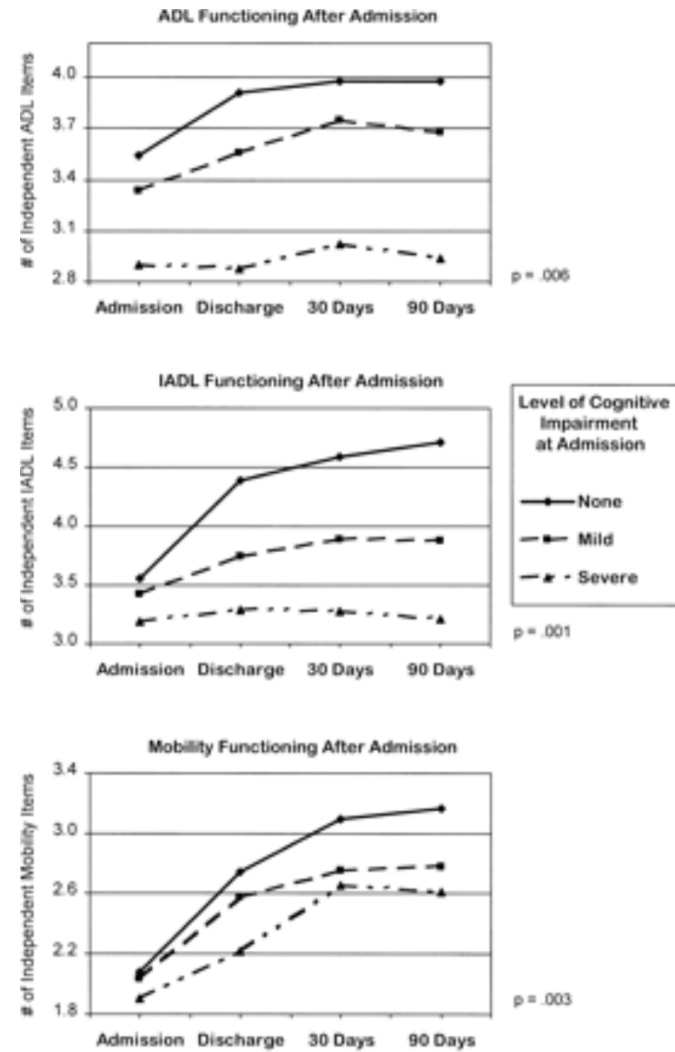 ADL Functioning After Admission
# of Independent ADL Items
4.0
3.7
3.4
3.1
2.8
Admission Discharge 30 Days 90 Days
p = .006
IADL Functioning After Admission
# of Independent IADL Items
5.0
4.5
4.0
3.5
3.0
Admission Discharge 30 Days 90 Days
Level of Cognitive
Impairment
at Admission
None
Mild
Severe
p = .001
Mobility Functioning After Admission
# of Independent Mobility Items
3.4
3.0
2.6
2.2
1.8
Admission Discharge 30 Days 90 Days
p = .003